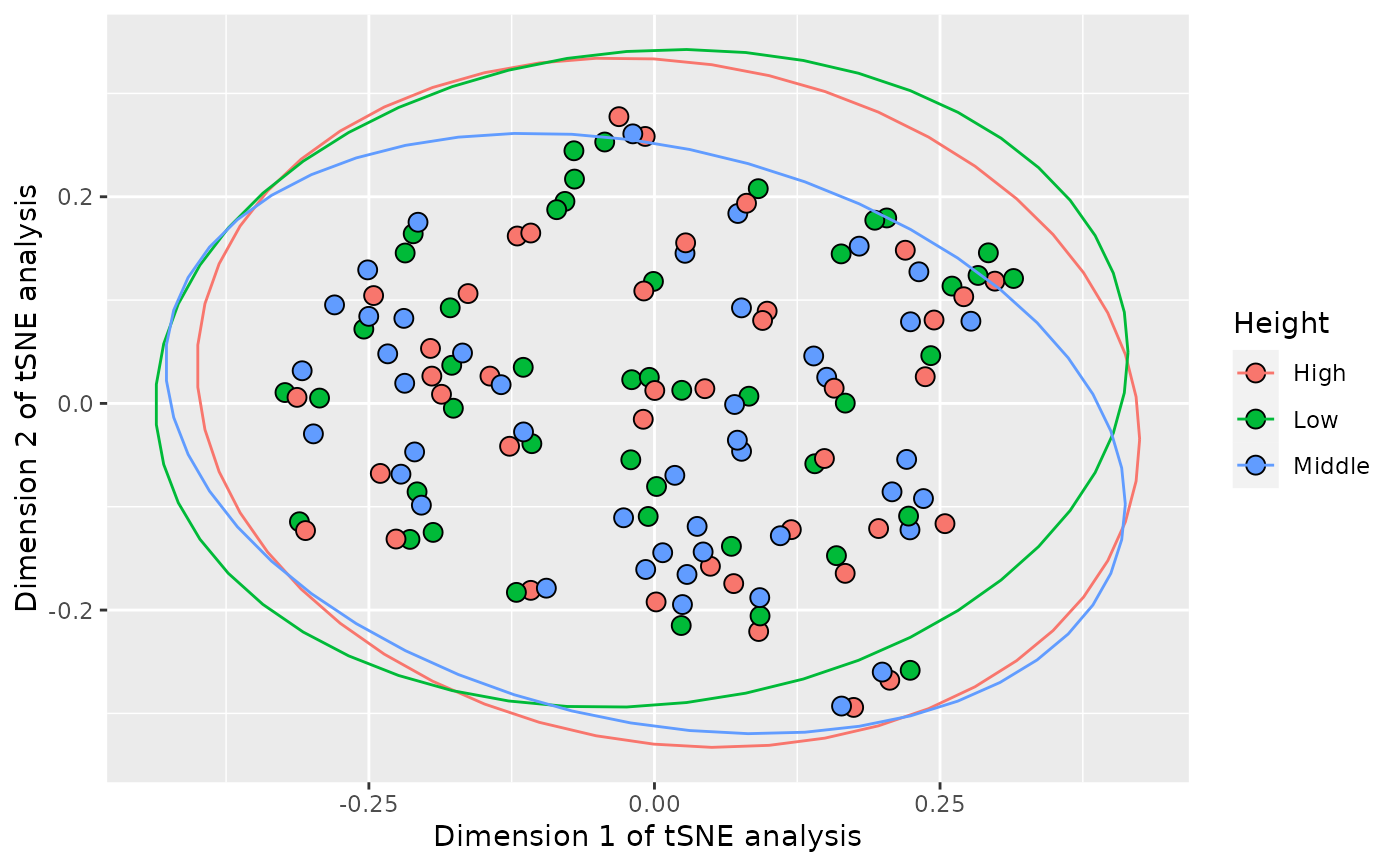 Dimension 2 of tSNE analysis
0.2
0.0
-0.2
-0.25
0.00
0.25
Dimension 1 of tSNE analysis
Height
High
Low
Middle